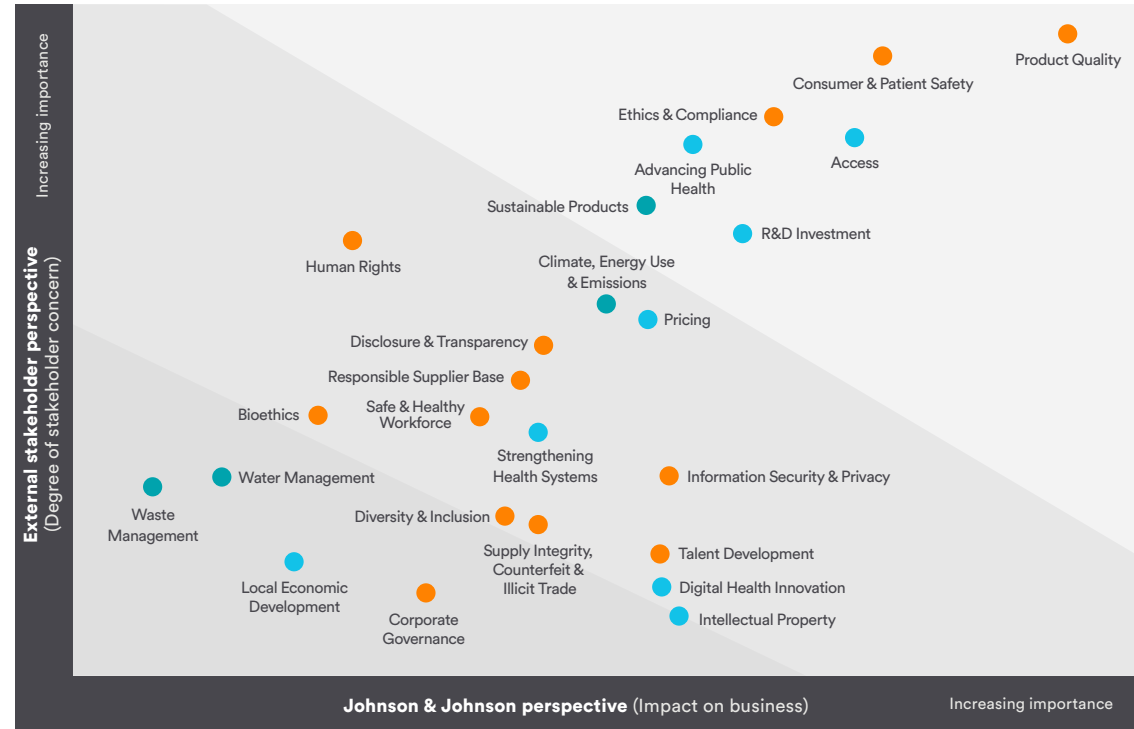 Increasing importance
External stakeholder perspective
(Degree of stakeholder concern)
Product Quality
Consumer & Patient Safety
Ethics & Compliance
Access
Advancing Public
Health
Sustainable Products
R&D Investment
Human Rights
Climate, Energy Use
& Emissions
Pricing
Disclosure & Transparency
Responsible Supplier Base
Bioethics
Safe & Healthy
Workforce
Strengthening
Health Systems
Water Management
Information Security & Privacy
Waste
Management
Diversity & Inclusion
Supply Integrity,
Counterfeit &
Illicit Trade
Talent Development
Local Economic
Development
Digital Health Innovation
Corporate
Governance
Intellectual Property
Johnson & Johnson perspective (Impact on business)
Increasing importance